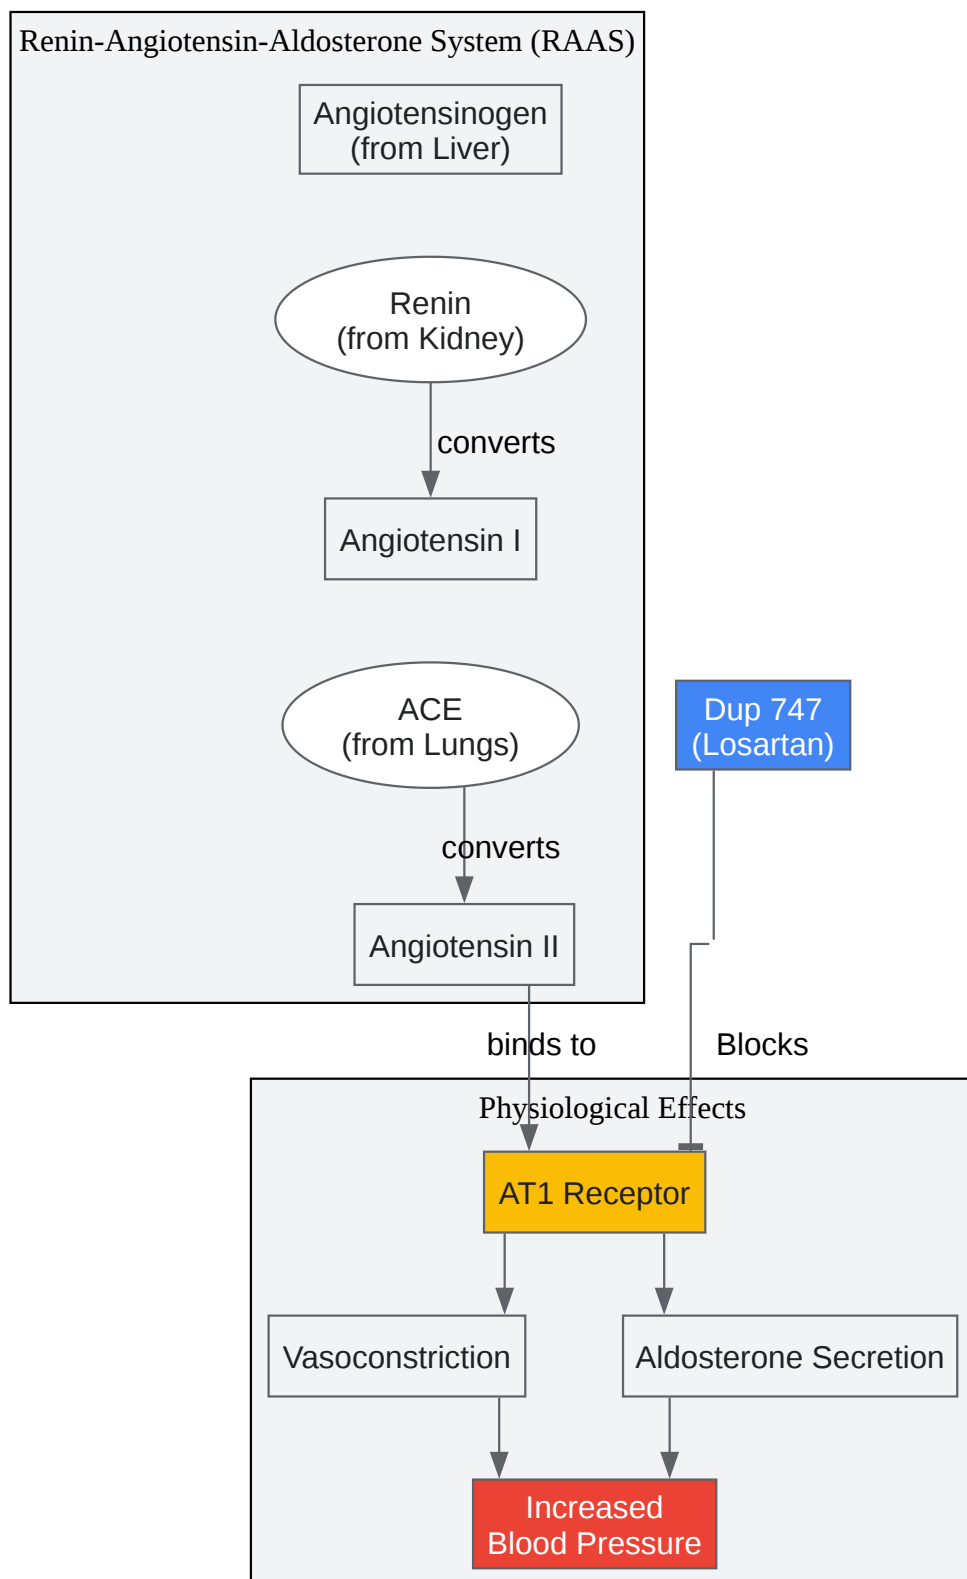 Renin-Angiotensin-Aldosterone System (RAAS)
Angiotensinogen
(from Liver)
Renin
(from Kidney)
converts
Angiotensin I
ACE
(from Lungs)
Dup 747
(Losartan)
converts
Angiotensin II
binds to
Blocks
Physiological Effects
AT1 Receptor
Vasoconstriction
Aldosterone Secretion
Increased
Blood Pressure